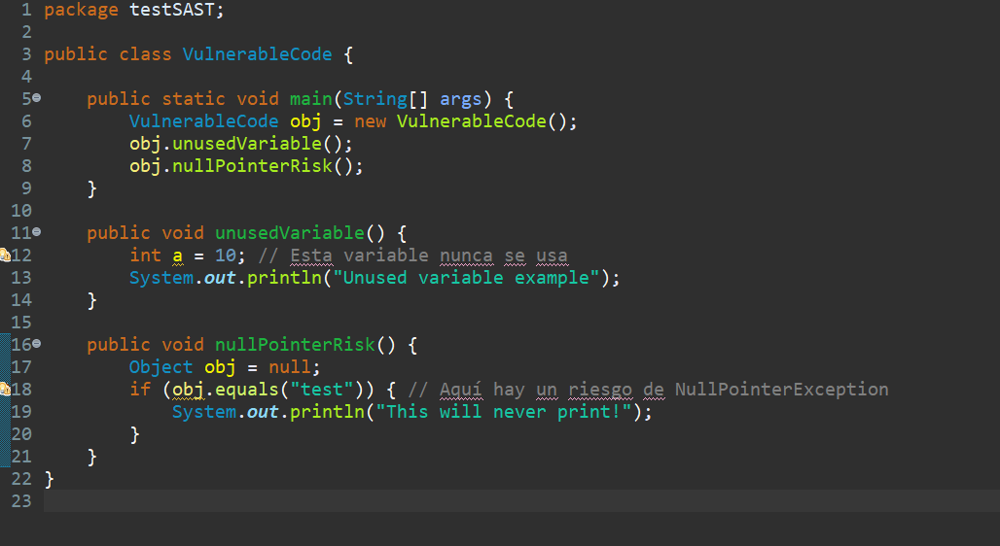 1 package testSAST;
2
3 public class VulnerableCode {
4
5     public static void main(String[] args) {
6         VulnerableCode obj = new VulnerableCode();
7         obj.unusedVariable();
8         obj.nullPointerRisk();
9     }
10
11     public void unusedVariable() {
12         int a = 10; // Esta variable nunca se usa
13         System.out.println("Unused variable example");
14     }
15
16     public void nullPointerRisk() {
17         Object obj = null;
18         if (obj.equals("test")) { // Aquí hay un riesgo de NullPointerException
19             System.out.println("This will never print!");
20         }
21     }
22 }
23